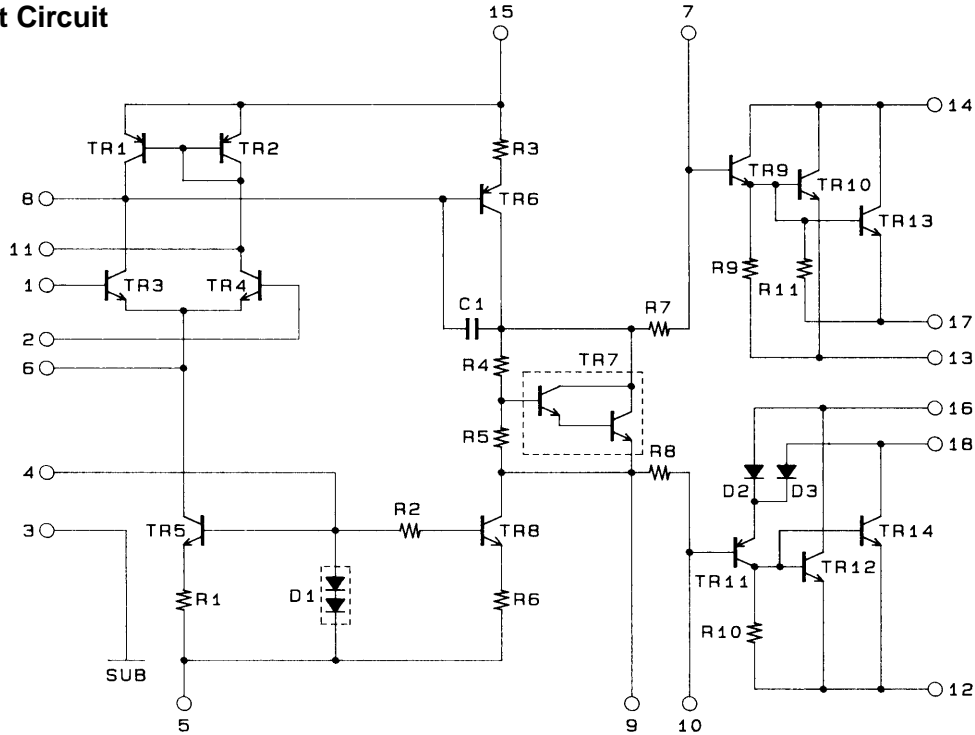 t Circuit
15
7
14
TR1
TR2
R3
TR9
TR10
8
TR6
TR13
11
R9
R11
1
TR3
TR4
C1
R7
17
2
R4
TR7
13
6
16
R5
R8
18
4
D2
D3
R2
3
TR5
TR8
TR14
TR11
TR12
D1
R1
R6
R10
SUB
12
5
9
10